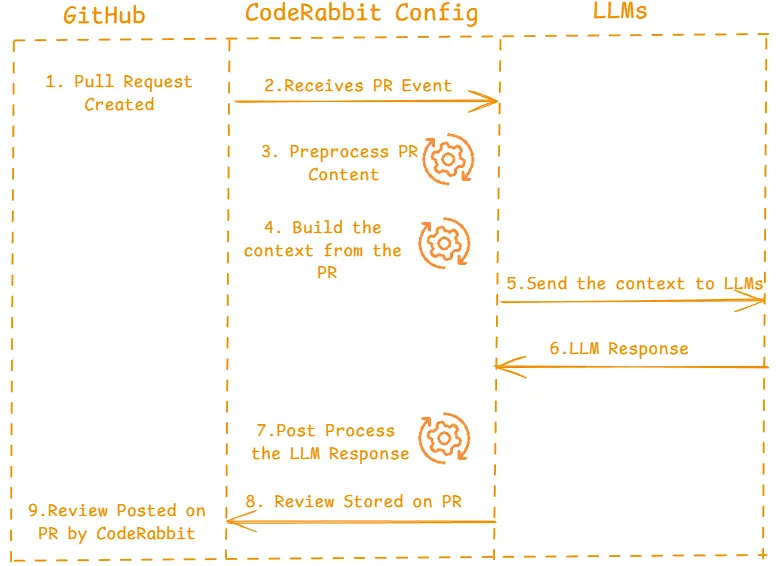 GitHub
CodeRabbit Config
LLMs
1. Pull Request
Created
2.Receives PR Event
3. Preprocess PR
Content
4. Build the
context from the
PR
5.Send the context to LLMs
6.LLM Response
7.Post Process
the LLM Response
8. Review Stored on PR
9.Review Posted on
PR by CodeRabbit